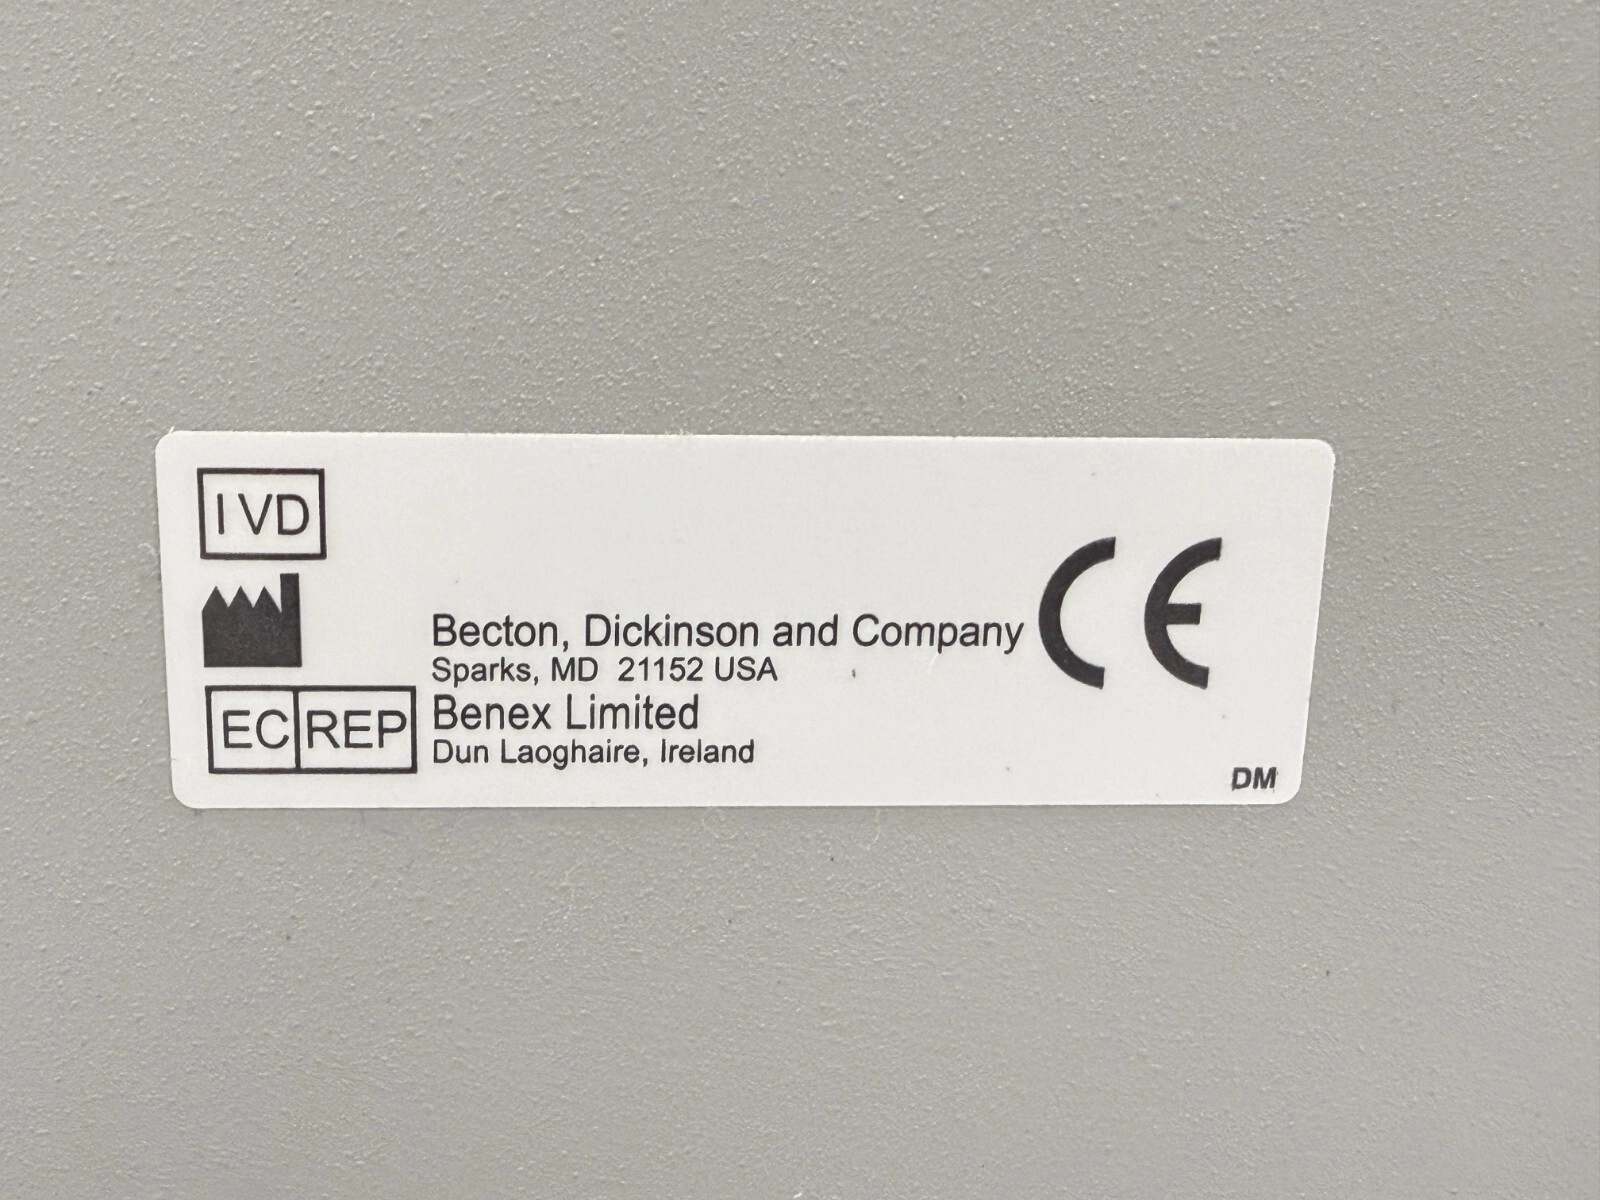 IVD
Becton, Dickinson and Company
Sparks, MD 21152 USA
EC REP
Benex Limited
Dun Laoghaire, Ireland
CE
DM